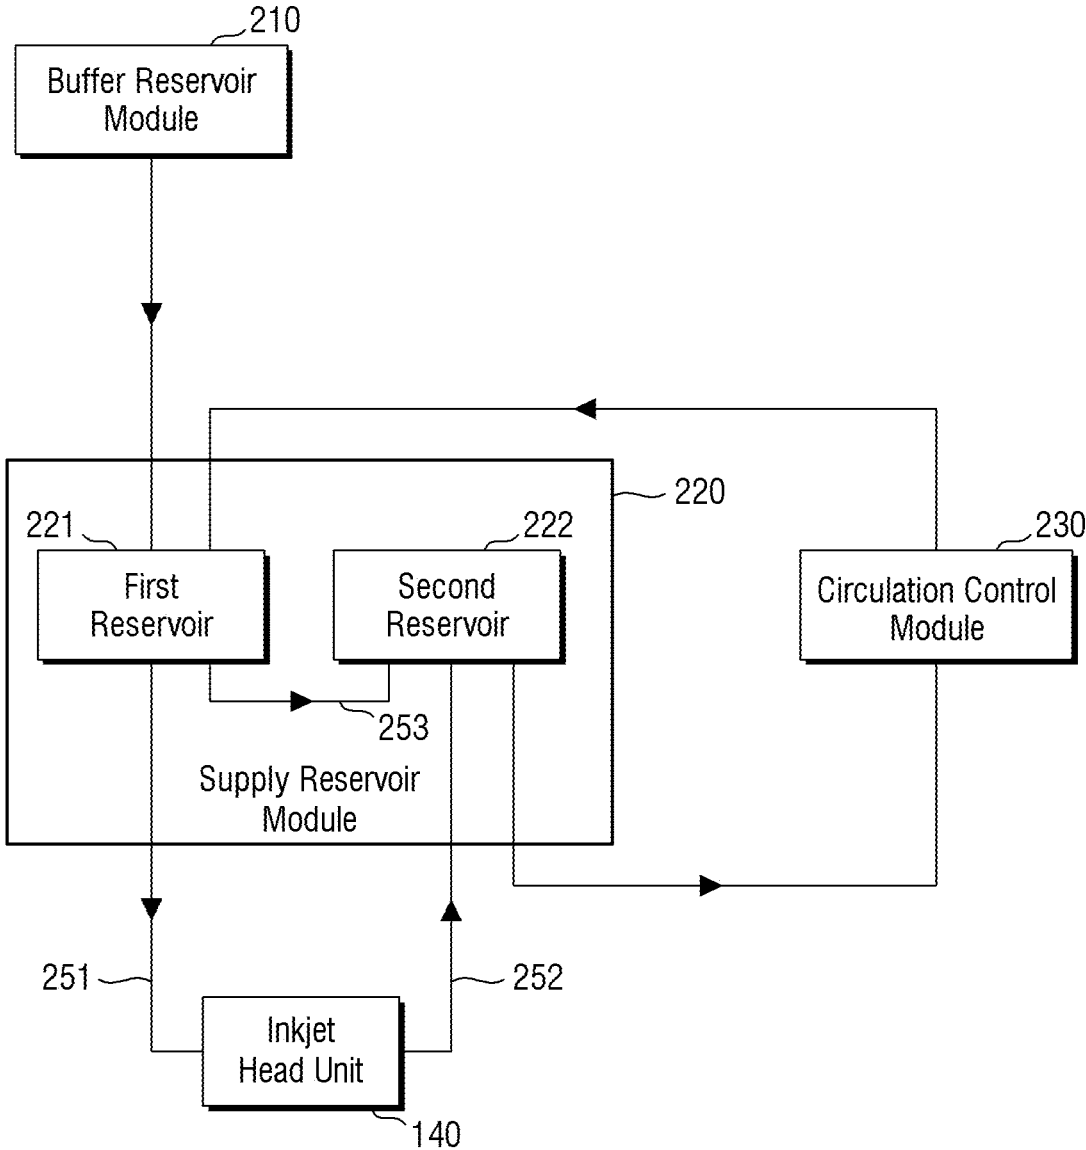 210
Buffer Reservoir
Module
220
221
222
230
First
Reservoir
Second
Reservoir
Circulation Control
Module
253
Supply Reservoir
Module
251
252
Inkjet
Head Unit
140